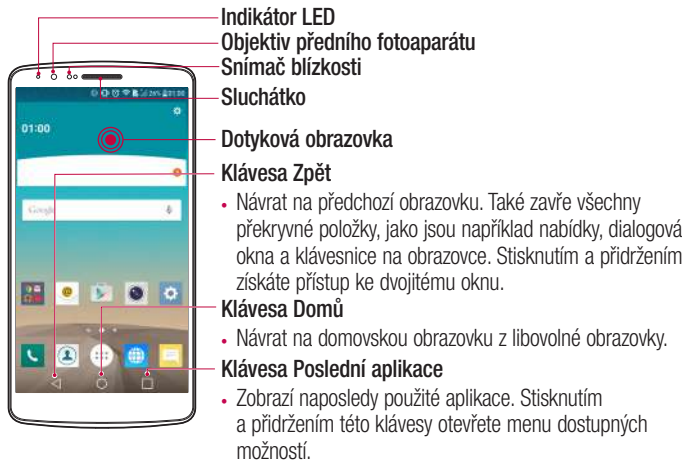 Indikátor LED
Objektiv předního fotoaparátu
Snímač blízkosti
Sluchátko
01:00
Dotyková obrazovka
Klávesa Zpět
• Návrat na předchozí obrazovku. Také zavře všechny
překryvné položky, jako jsou například nabídky, dialogová
okna a klávesnice na obrazovce. Stisknutím a přidržením
získáte přístup ke dvojitému oknu.
Google
Klávesa Domů
• Návrat na domovskou obrazovku z libovolné obrazovky.
Klávesa Poslední aplikace
• Zobrazí naposledy použité aplikace. Stisknutím
a přidržením této klávesy otevřete menu dostupných
možností.